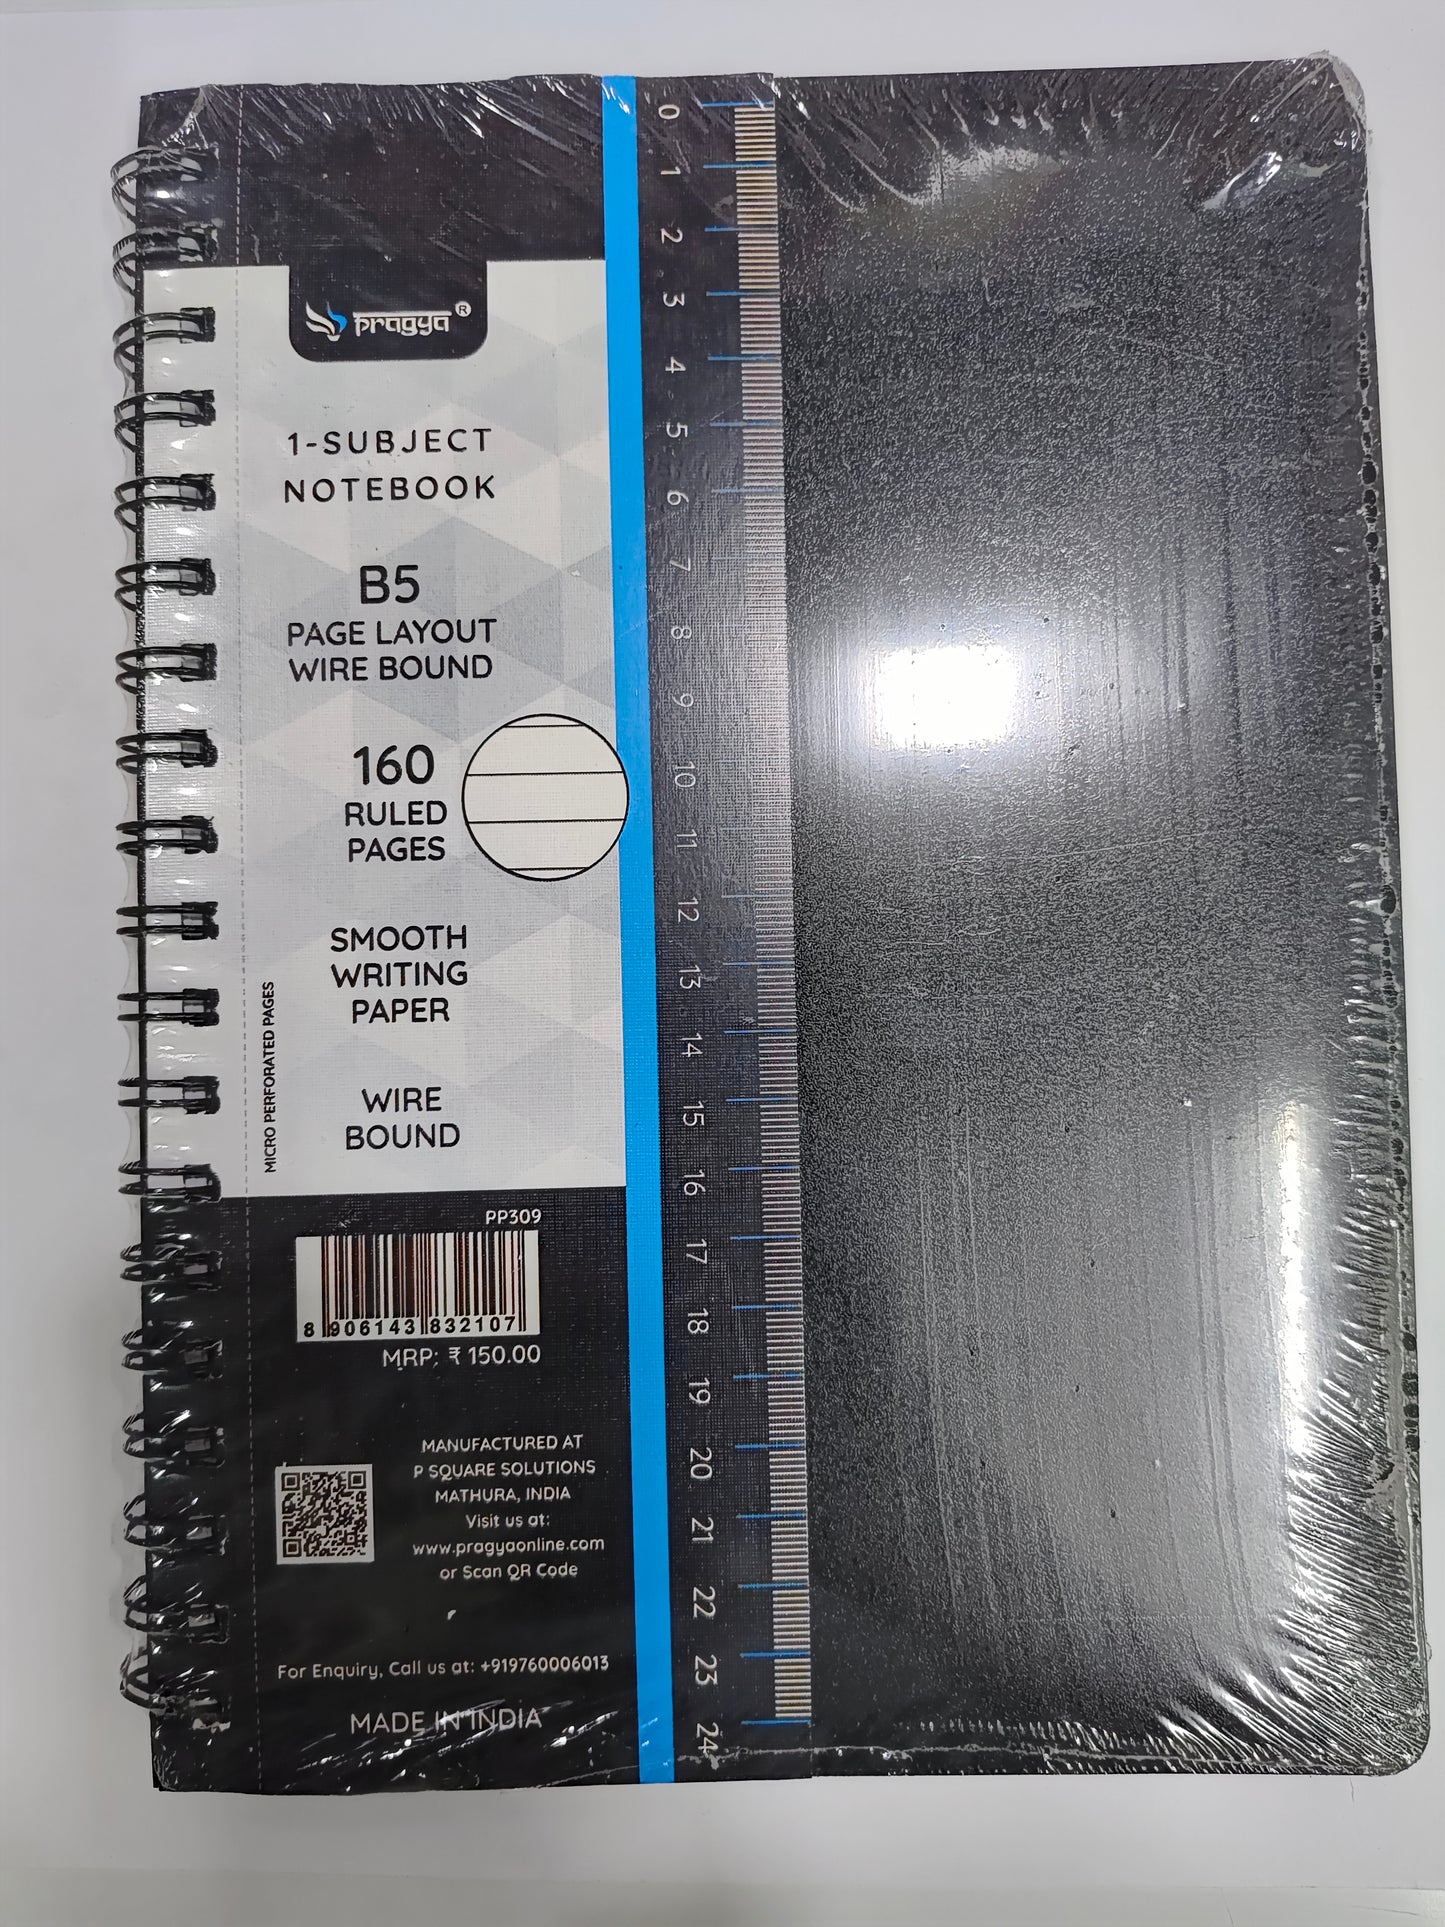 pragya®
1-SUBJECT
NOTEBOOK
B5
PAGE LAYOUT
WIRE BOUND
160
RULED
PAGES
SMOOTH
WRITING
PAPER
WIRE
BOUND
MICRO PERFORATED PAGES
PP309
8 906143 832107
MRP: ₹ 150.00
MANUFACTURED AT
P SQUARE SOLUTIONS
MATHURA, INDIA
Visit us at:
www.pragyaonline.com
or Scan QR Code
For Enquiry, Call us at: +919760006013
MADE IN INDIA
0
1
2
3
4
5
6
7
8
9
10
11
12
13
14
15
16
17
18
19
20
21
22
23
24